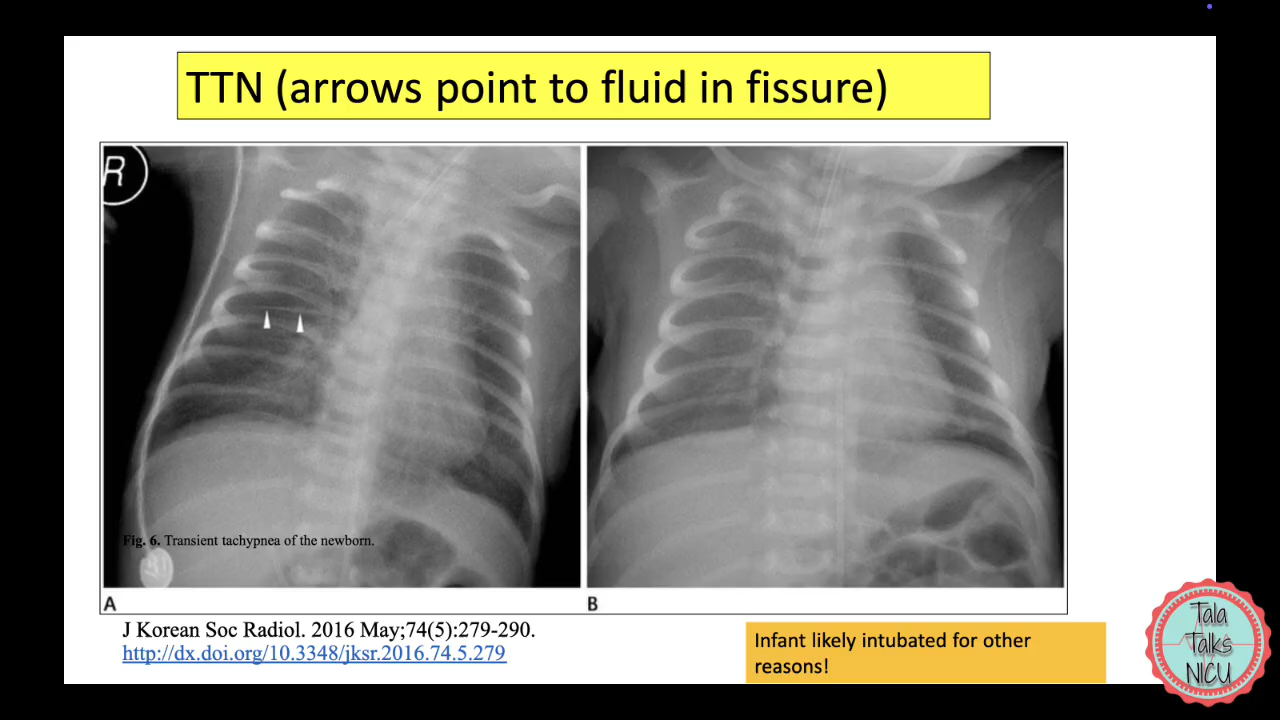 TTN (arrows point to fluid in fissure)
R
Fig. 6. Transient tachypnea of the newborn.
A
B
J Korean Soc Radiol. 2016 May;74(5):279-290.
http://dx.doi.org/10.3348/jksr.2016.74.5.279
Infant likely intubated for other
reasons!
Tala
Talks
NICU